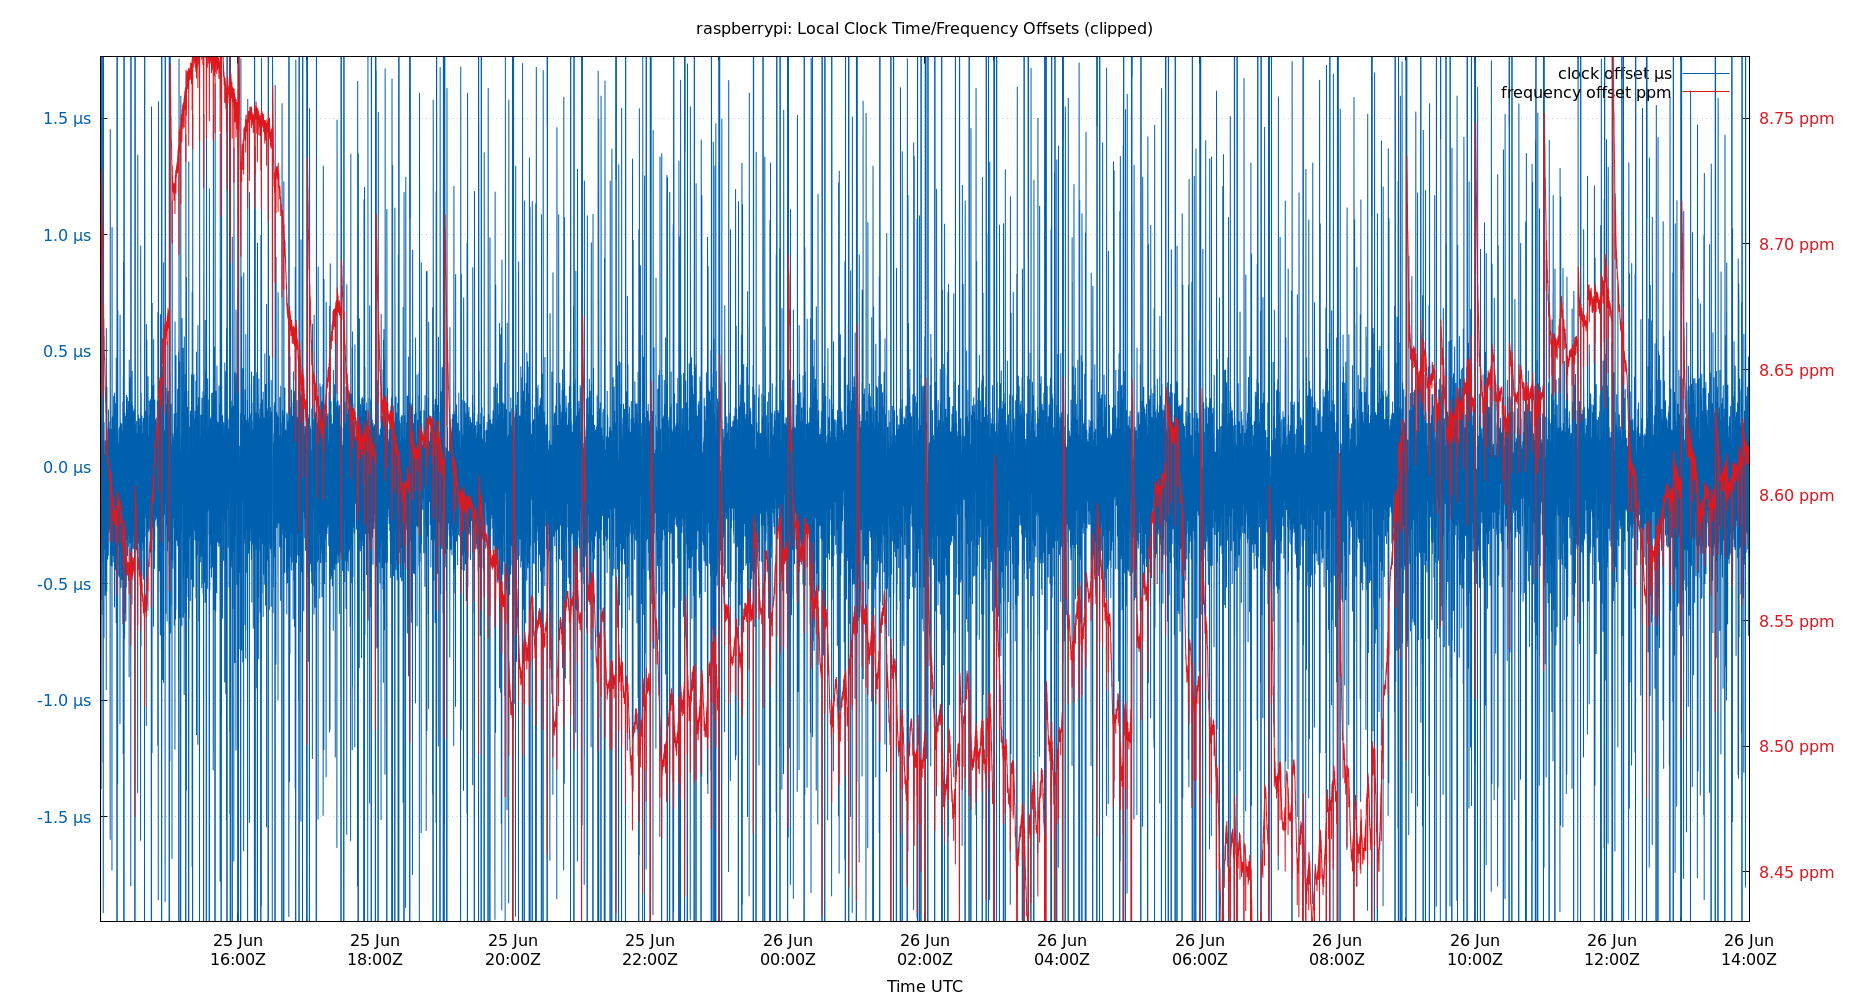 raspberrypi: Local Clock Time/Frequency Offsets (clipped)
clock offset µs
frequency offset ppm
1.5 µs
1.0 µs
0.5 µs
0.0 µs
-0.5 µs
-1.0 µs
-1.5 µs
8.75 ppm
8.70 ppm
8.65 ppm
8.60 ppm
8.55 ppm
8.50 ppm
8.45 ppm
25 Jun 25 Jun 25 Jun 25 Jun 26 Jun 26 Jun 26 Jun 26 Jun 26 Jun 26 Jun 26 Jun 26 Jun
16:00Z 18:00Z 20:00Z 22:00Z 00:00Z 02:00Z 04:00Z 06:00Z 08:00Z 10:00Z 12:00Z 14:00Z
Time UTC